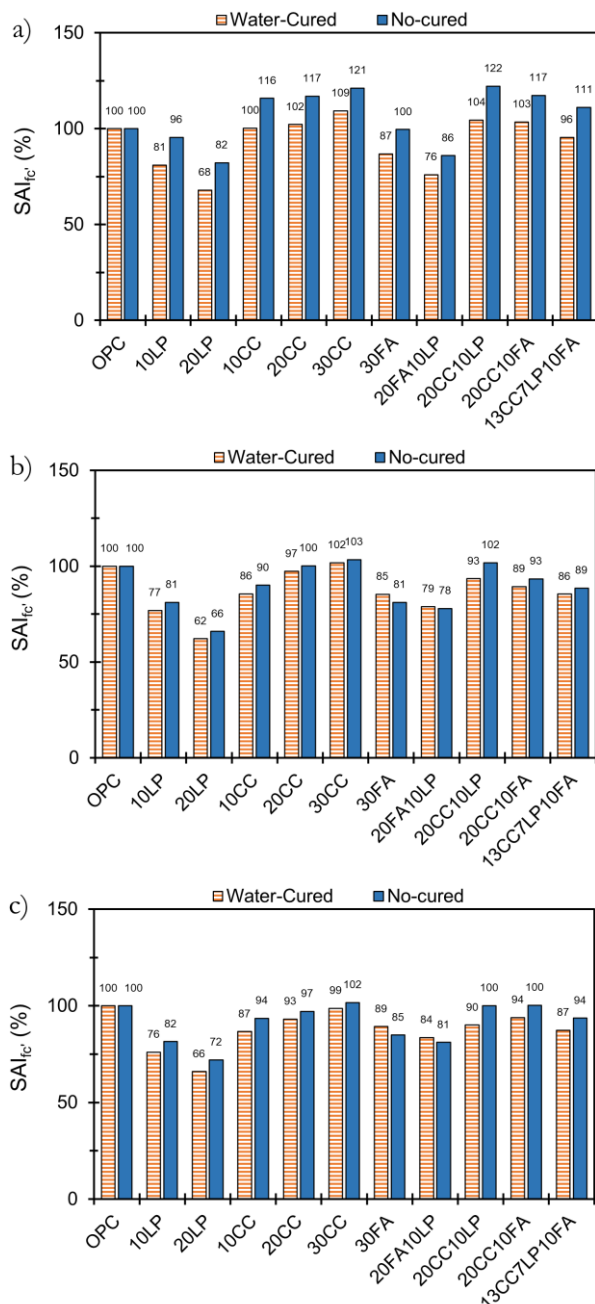 a)
Water-Cured No-cured
SAIfc' (%)
150
100
50
0
100 100 81 96 68 82 100 116 102 117 109 121 87 100 76 86 104 122 103 117 96 111
OPC 10LP 20LP 10CC 20CC 30CC 30FA 20FA10LP 20CC10LP 20CC10FA 13CC7LP10FA
b)
Water-Cured No-cured
SAIfc' (%)
150
100
50
0
100 100 77 81 62 66 86 90 97 100 102 103 85 81 79 78 93 102 89 93 86 89
OPC 10LP 20LP 10CC 20CC 30CC 30FA 20FA10LP 20CC10LP 20CC10FA 13CC7LP10FA
c)
Water-Cured No-cured
SAIfc' (%)
150
100
50
0
100 100 76 82 66 72 87 94 93 97 99 102 89 85 84 81 90 100 94 100 87 94
OPC 10LP 20LP 10CC 20CC 30CC 30FA 20FA10LP 20CC10LP 20CC10FA 13CC7LP10FA